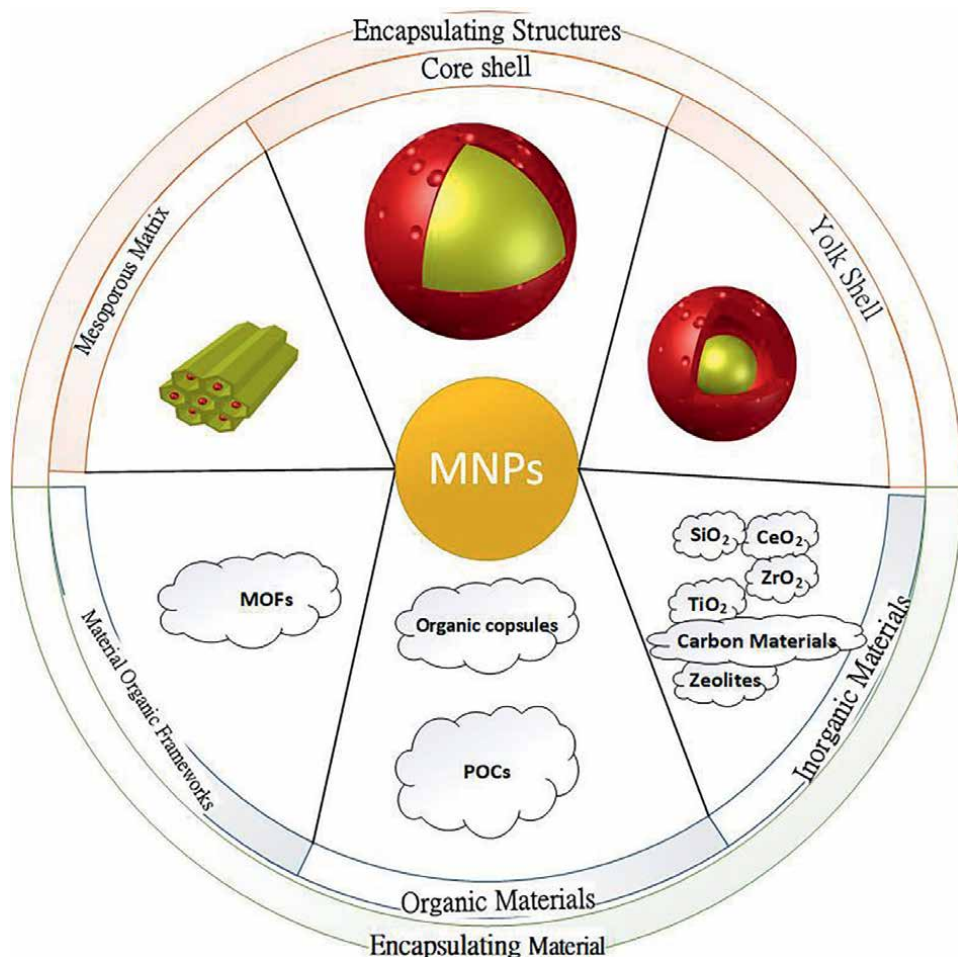 Encapsulating Structures
Core shell
Mesoporous Matrix
Yolk Shell
MNPs
SiO₂
CeO₂
ZrO₂
TiO₂
Carbon Materials
Zeolites
MOFs
Organic copsules
POCs
Material Organic Frameworks
Inorganic Materials
Organic Materials
Encapsulating Material